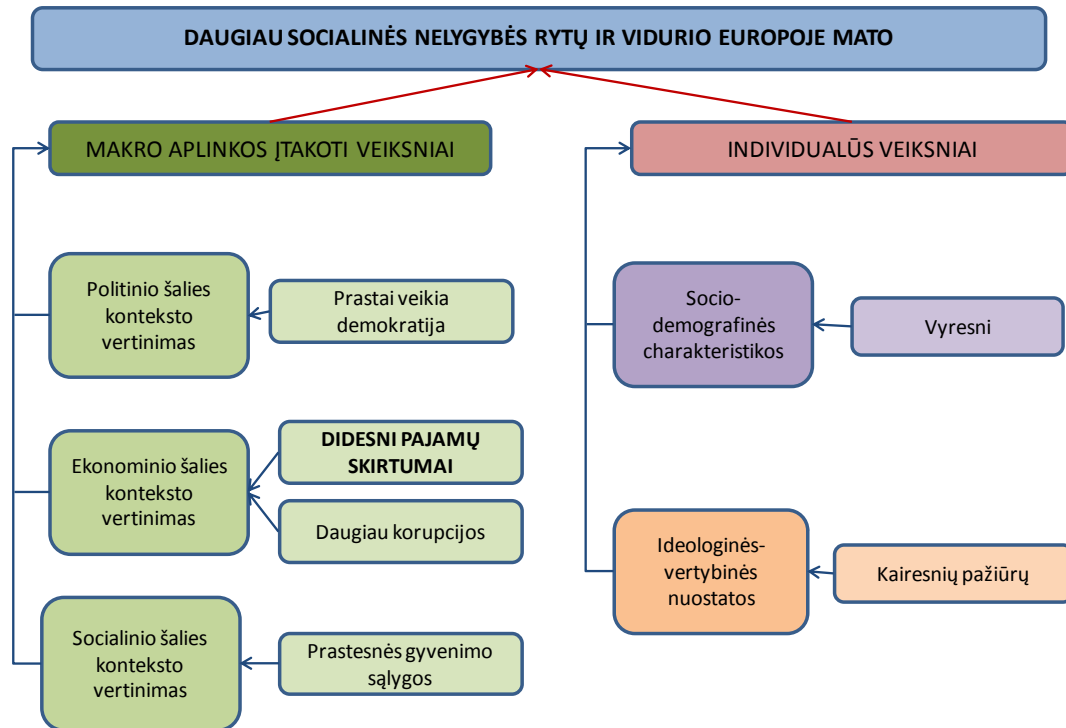 DAUGIAU SOCIALINĖS NELYGYBĖS RYTŲ IR VIDURIO EUROPOJE MATO
MAKRO APLINKOS ĮTAKOTI VEIKSNIAI
INDIVIDUALŪS VEIKSNIAI
Politinio šalies
konteksto
vertinimas
Prastai veikia
demokratija
Ekonominio šalies
konteksto
vertinimas
DIDESNI PAJAMŲ
SKIRTUMAI
Daugiau korupcijos
Socialinio šalies
konteksto
vertinimas
Prastesnės gyvenimo
sąlygos
Socio-
demografinės
charakteristikos
Vyresni
Ideologinės-
vertybinės
nuostatos
Kairesnių pažiūrų